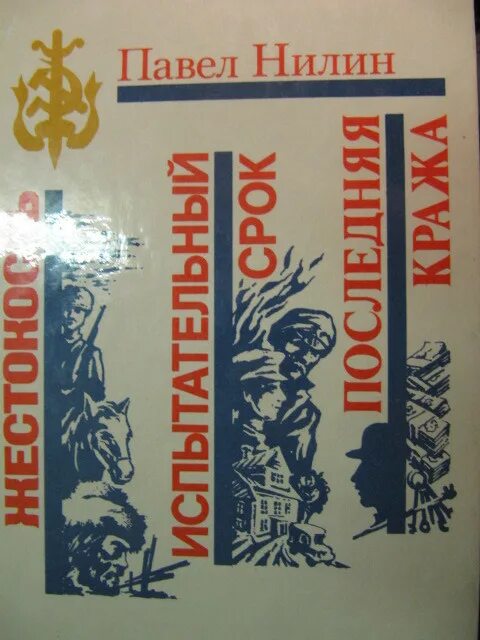 Павел Нилин
ЖЕСТОКОСТЬ
ИСПЫТАТЕЛЬНЫЙ
СРОК
ПОСЛЕДНЯЯ
КРАЖА